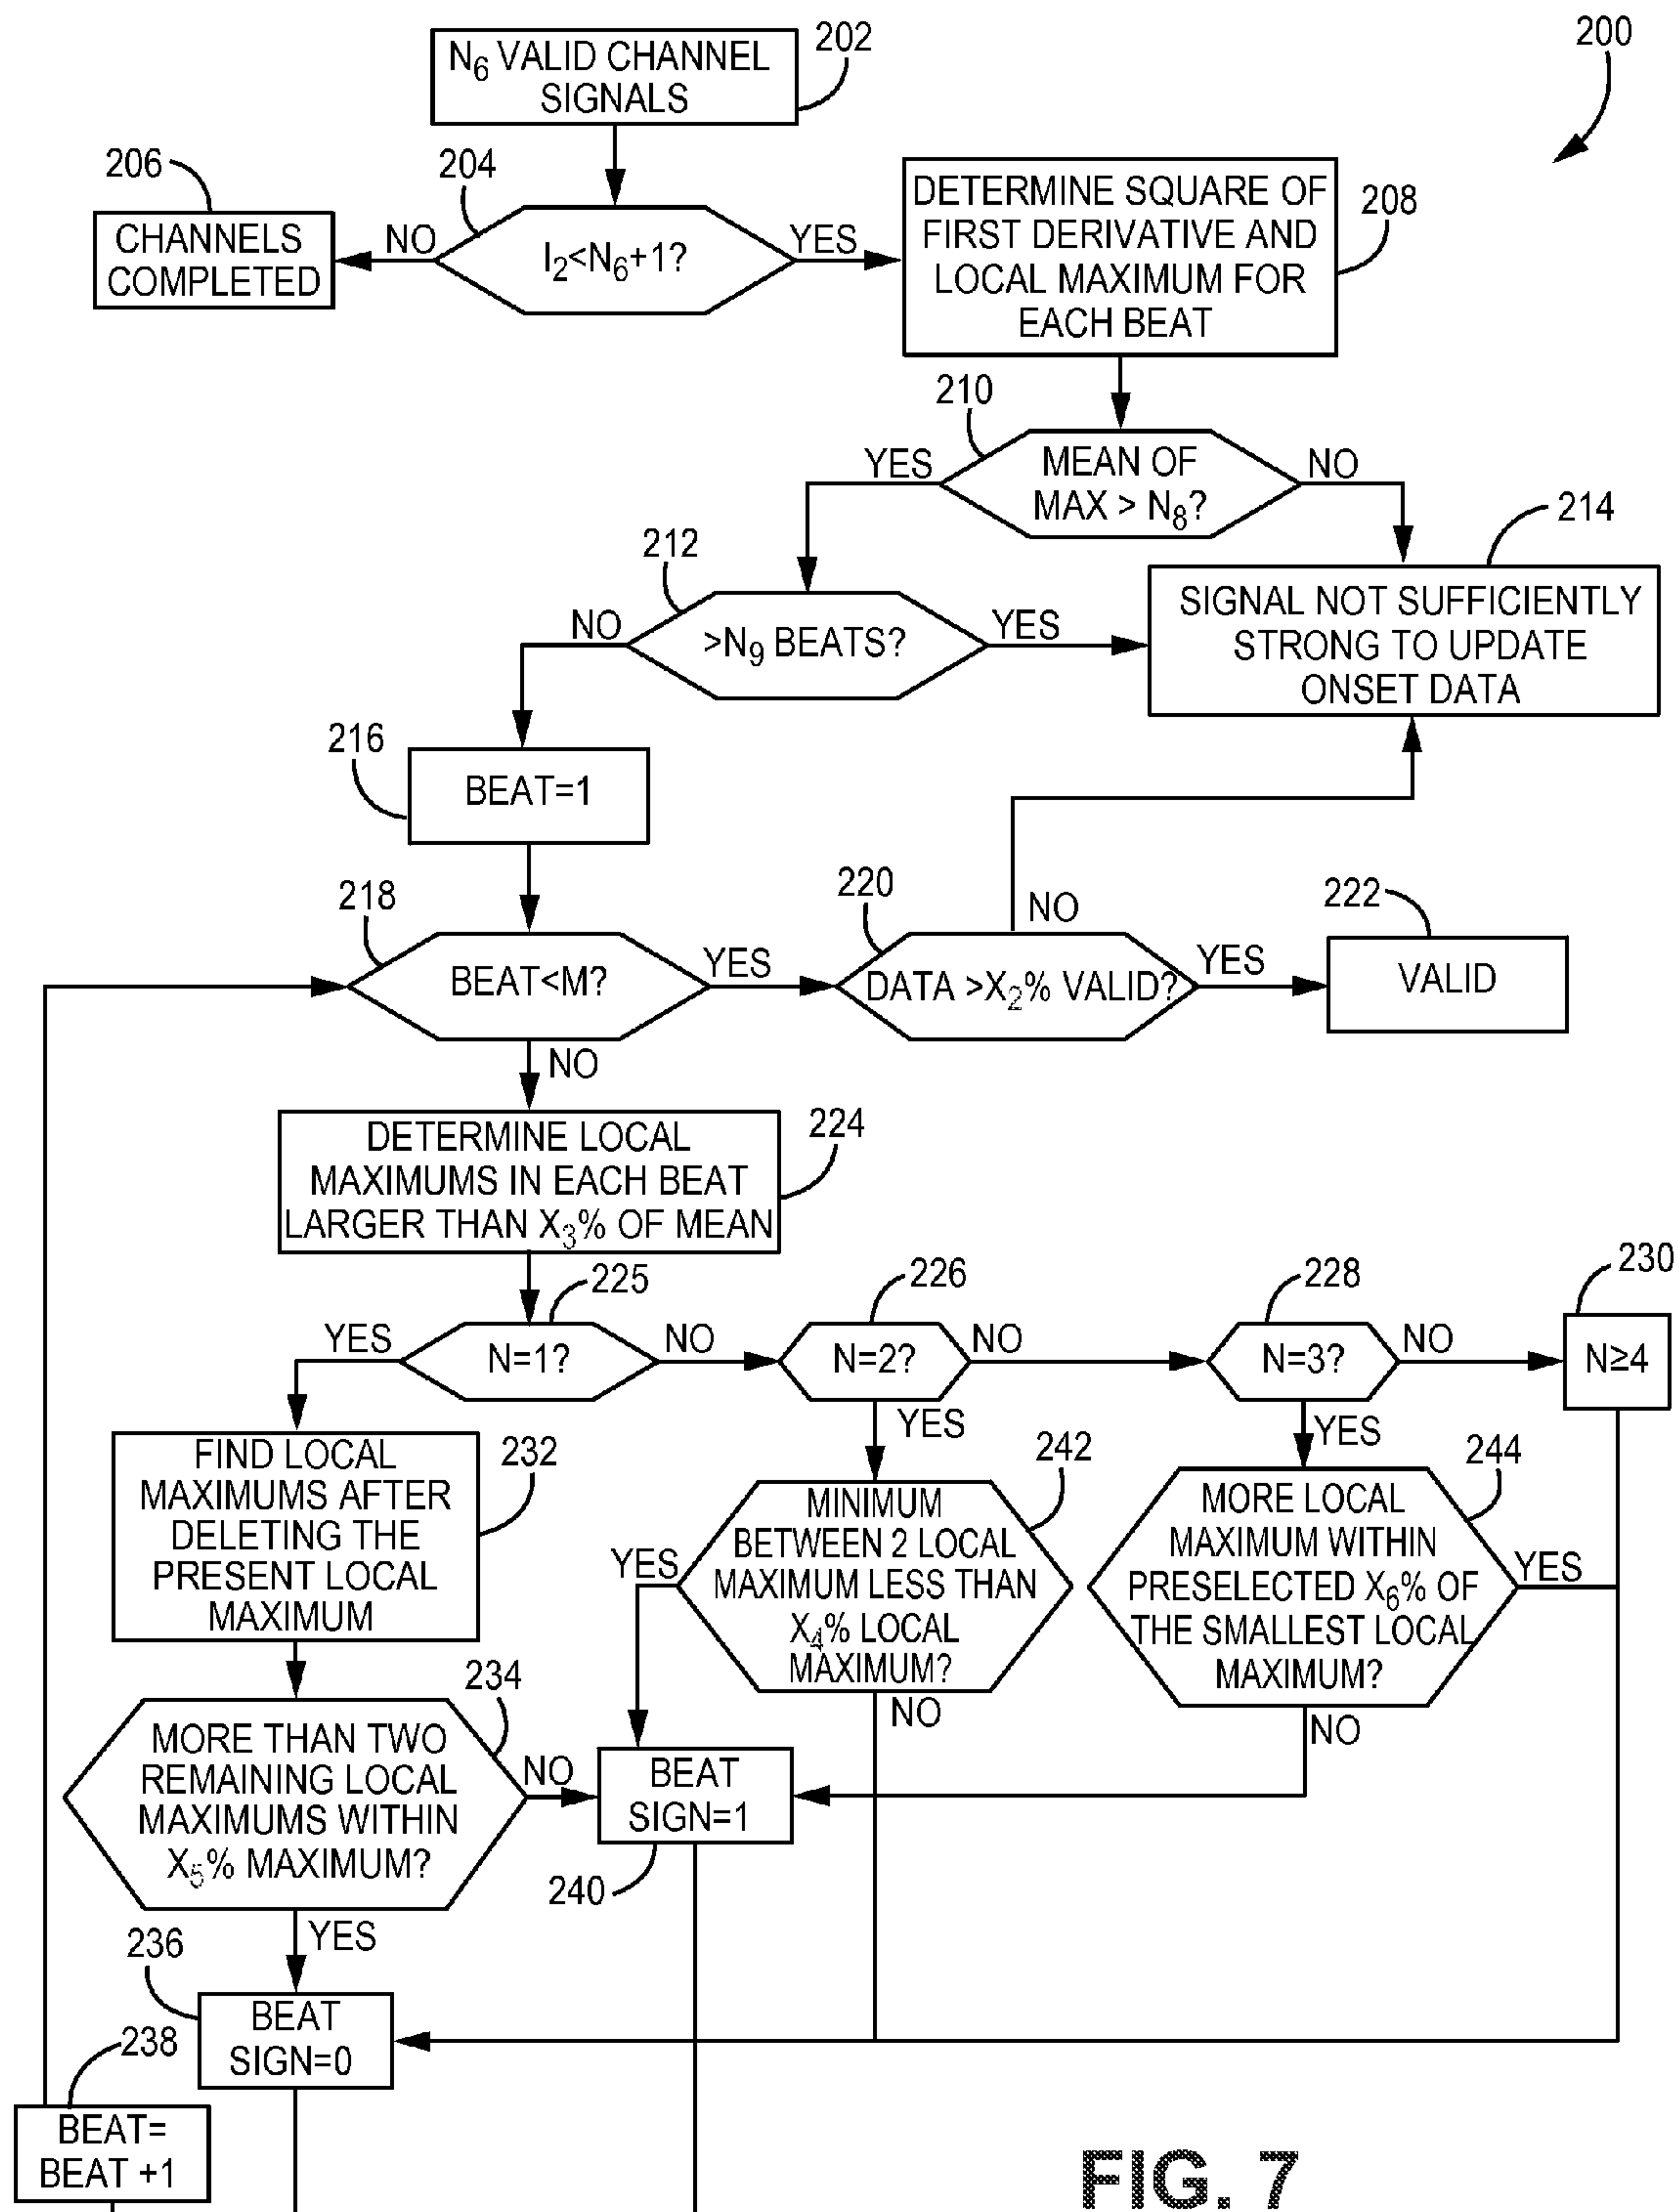 200
202
N₆ VALID CHANNEL
SIGNALS
206
204
CHANNELS
COMPLETED
NO
I₂<N₆+1?
YES
DETERMINE SQUARE OF
FIRST DERIVATIVE AND
LOCAL MAXIMUM FOR
EACH BEAT
208
210
YES
MEAN OF
MAX > N₈?
NO
214
212
NO
>N₉ BEATS?
YES
SIGNAL NOT SUFFICIENTLY
STRONG TO UPDATE
ONSET DATA
216
BEAT=1
218
220
NO
222
BEAT<M?
YES
DATA >X₂% VALID?
YES
VALID
NO
DETERMINE LOCAL
MAXIMUMS IN EACH BEAT
LARGER THAN X₃% OF MEAN
224
225
226
228
230
YES
N=1?
NO
N=2?
NO
N=3?
NO
N≥4
YES
YES
FIND LOCAL
MAXIMUMS AFTER
DELETING THE
PRESENT LOCAL
MAXIMUM
232
242
244
YES
MINIMUM
BETWEEN 2 LOCAL
MAXIMUM LESS THAN
X₄% LOCAL
MAXIMUM?
MORE LOCAL
MAXIMUM WITHIN
PRESELECTED X₆% OF
THE SMALLEST LOCAL
MAXIMUM?
YES
234
NO
NO
MORE THAN TWO
REMAINING LOCAL
MAXIMUMS WITHIN
X₅% MAXIMUM?
NO
BEAT
SIGN=1
240
YES
236
BEAT
SIGN=0
238
BEAT=
BEAT +1
FIG. 7